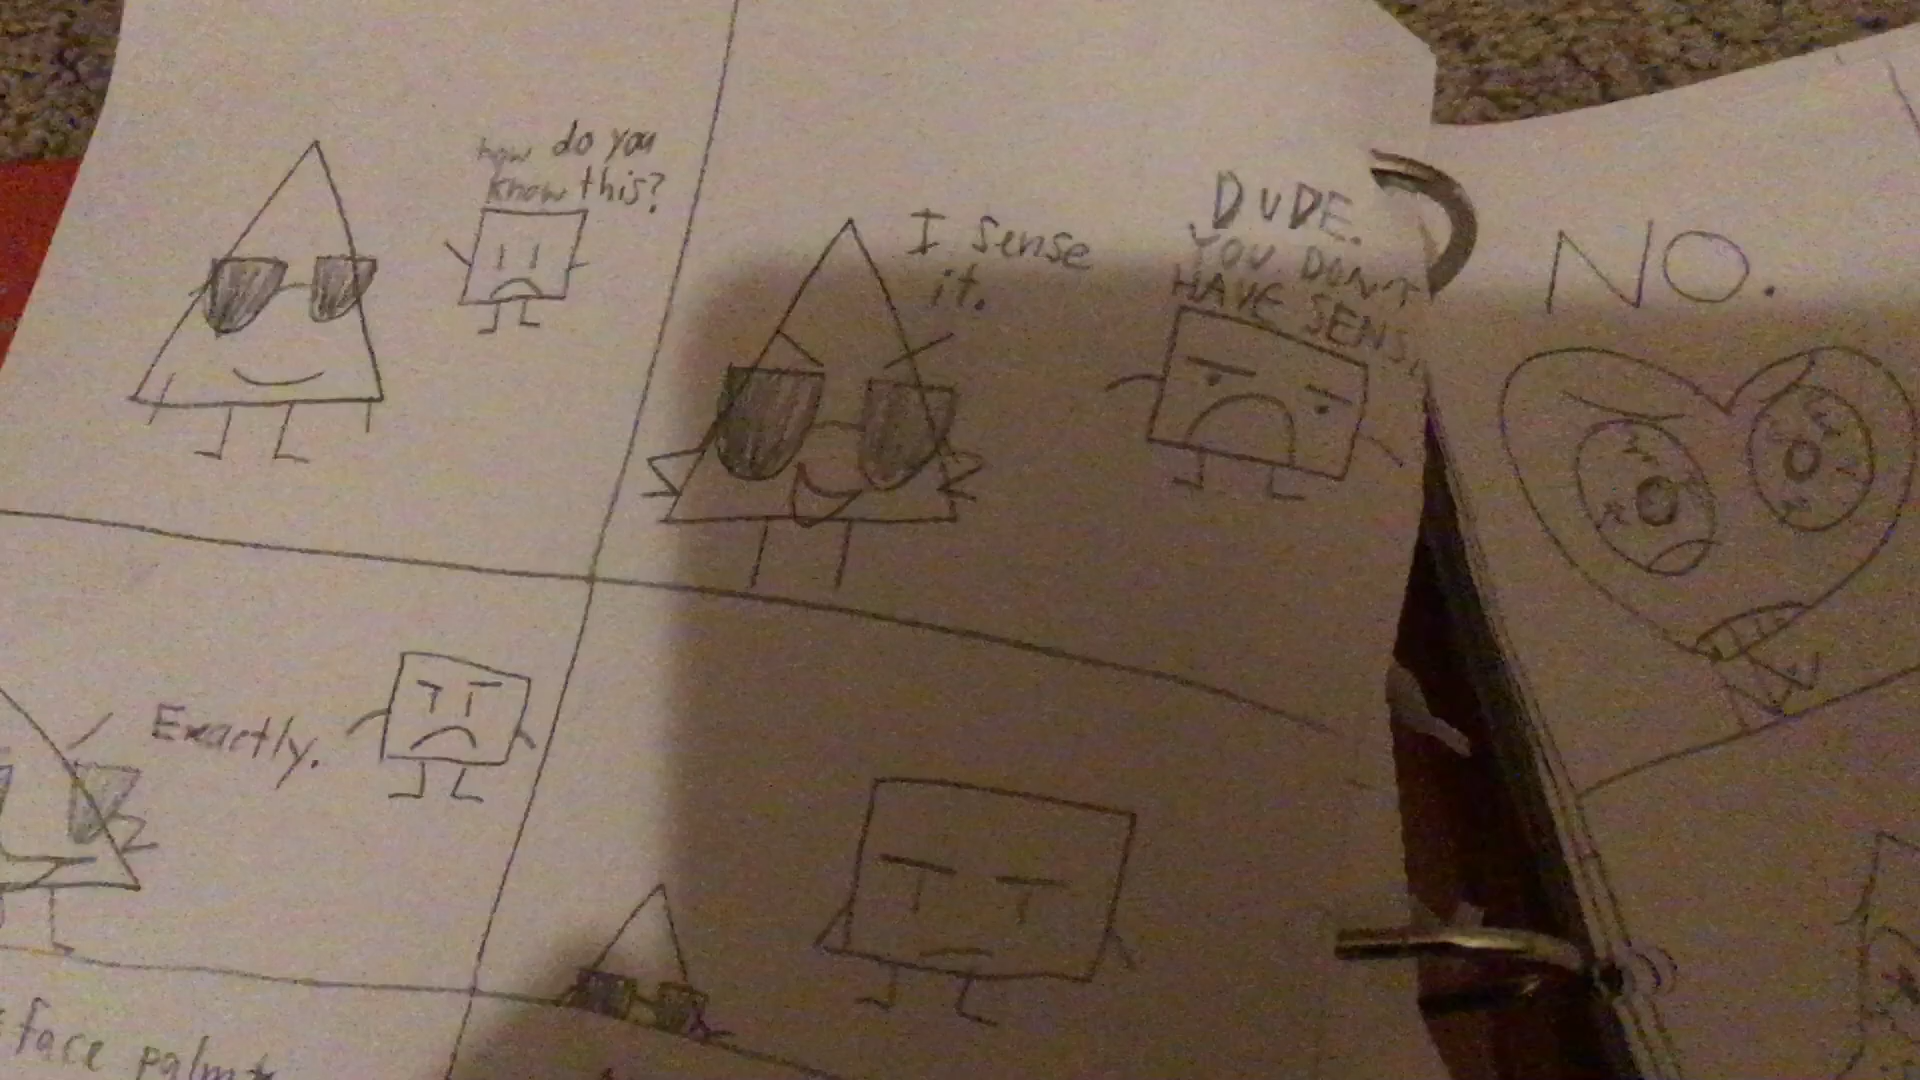 how do you
know this?
I sense
it.
DUDE.
YOU DON'T
HAVE SENS
NO.
Exactly.
face palm*